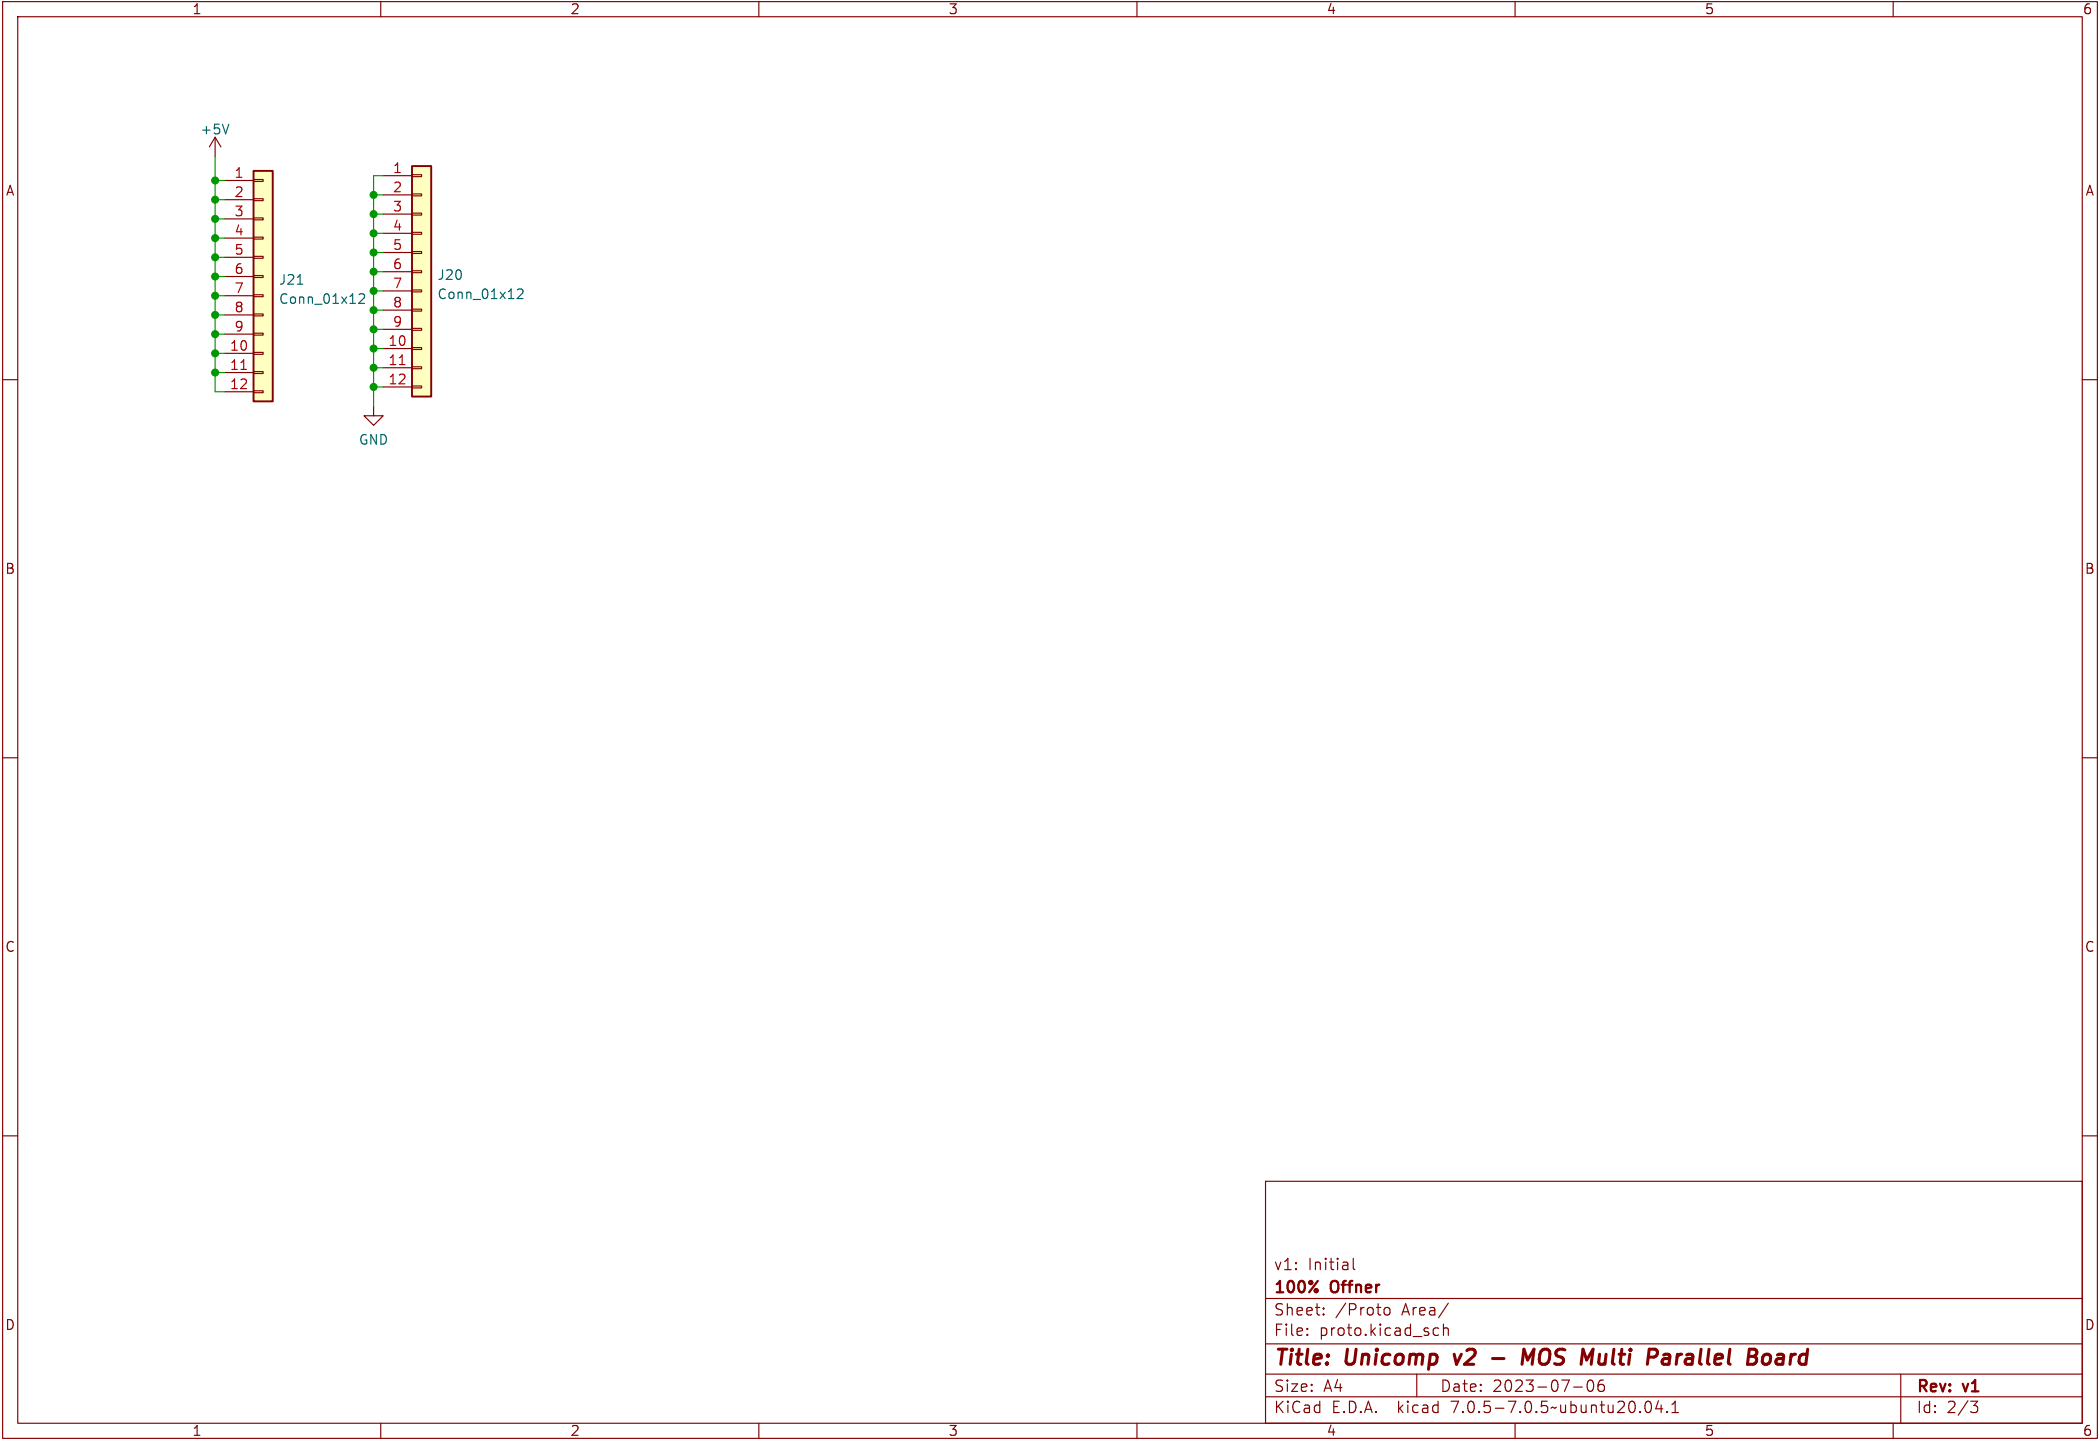 1 2 3 4 5 6
+5V
1
2
3
4
5
6
7
8
9
10
11
12
J21
Conn_01x12
1
2
3
4
5
6
7
8
9
10
11
12
J20
Conn_01x12
GND
A A
B B
C C
D D
v1: Initial
100% Offner
Sheet: /Proto Area/
File: proto.kicad_sch
Title: Unicomp v2 – MOS Multi Parallel Board
Size: A4 Date: 2023-07-06 Rev: v1
KiCad E.D.A. kicad 7.0.5-7.0.5~ubuntu20.04.1 Id: 2/3
1 2 3 4 5 6